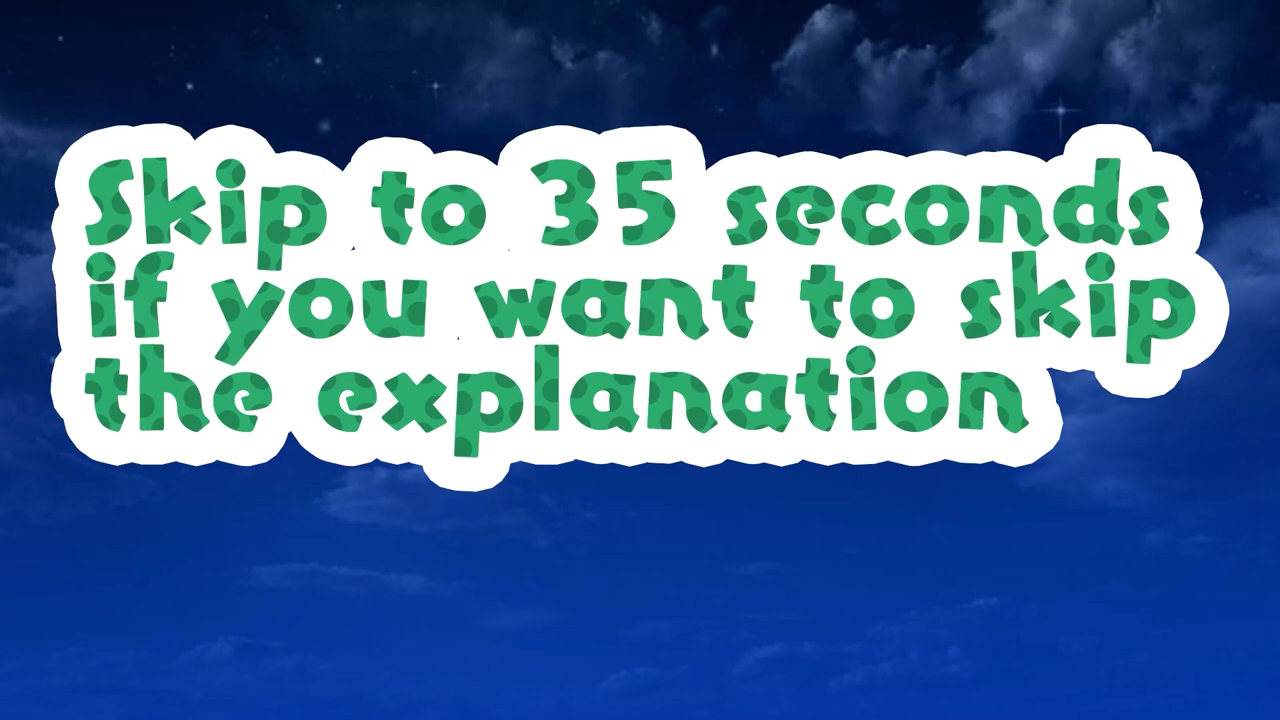 Skip to 35 seconds
if you want to skip
the explanation